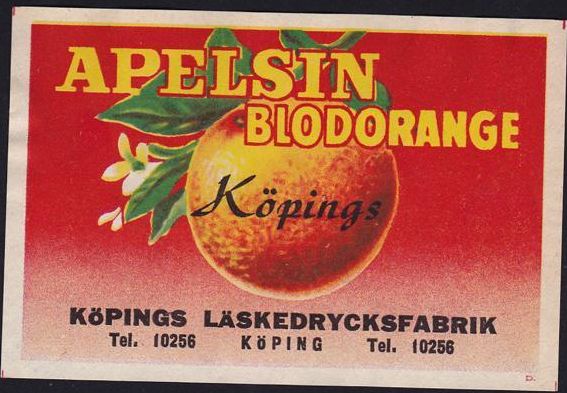 APELSIN
BLODORANGE
Köpings
KÖPINGS LÄSKEDRYCKSFABRIK
Tel. 10256 KÖPING Tel. 10256
p.